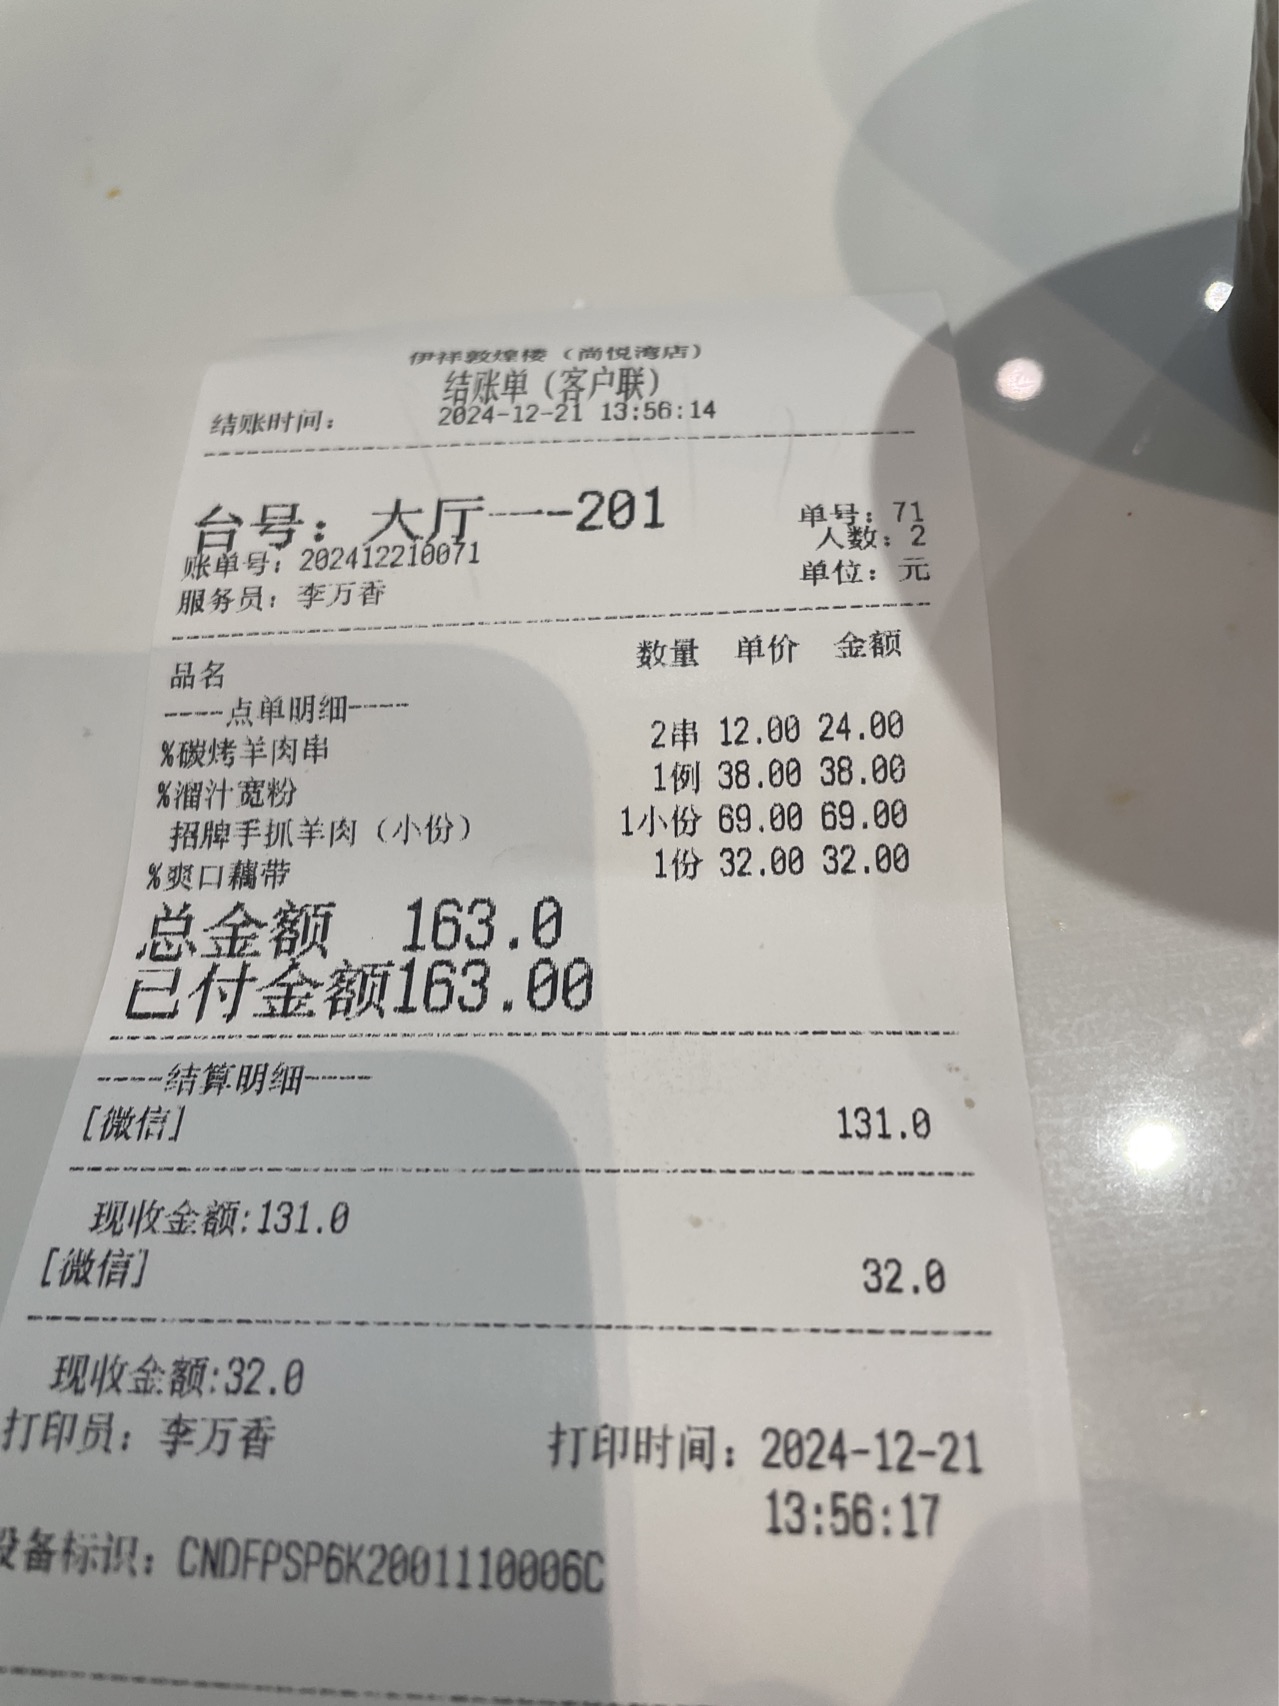 伊祥敦煌楼（尚悦湾店）
结账单（客户联）
结账时间： 2024-12-21 13:56:14
台号：大厅---201 单号：71
人数：2
账单号：202412210071
服务员：李万香 单位：元
品名 数量 单价 金额
----点单明细----
%碳烤羊肉串 2串 12.00 24.00
%溜汁宽粉 1例 38.00 38.00
招牌手抓羊肉（小份） 1小份 69.00 69.00
%爽口藕带 1份 32.00 32.00
总金额 163.0
已付金额163.00
----结算明细----
[微信] 131.0
现收金额:131.0
[微信] 32.0
现收金额:32.0
打印员：李万香 打印时间：2024-12-21
13:56:17
设备标识：CNDFPSP6K2001110006C